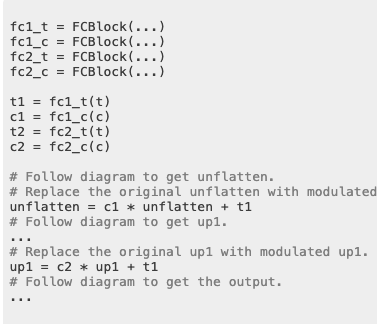 fc1_t = FCBlock(...)
fc1_c = FCBlock(...)
fc2_t = FCBlock(...)
fc2_c = FCBlock(...)
t1 = fc1_t(t)
c1 = fc1_c(c)
t2 = fc2_t(t)
c2 = fc2_c(c)
# Follow diagram to get unflatten.
# Replace the original unflatten with modulated
unflatten = c1 * unflatten + t1
# Follow diagram to get up1.
...
# Replace the original up1 with modulated up1.
up1 = c2 * up1 + t1
# Follow diagram to get the output.
...